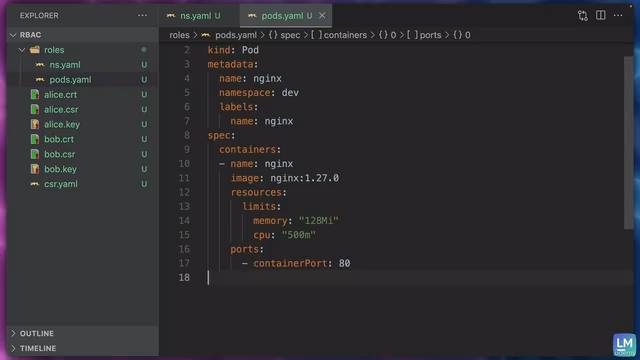 EXPLORER
ns.yaml U
pods.yaml U
RBAC
roles
ns.yaml U
pods.yaml U
alice.crt U
alice.csr U
alice.key U
bob.crt U
bob.csr U
bob.key U
csr.yaml U
OUTLINE
TIMELINE
roles > pods.yaml > {} spec > [ ] containers > {} 0 > [ ] ports > {} 0
2 kind: Pod
3 metadata:
4 name: nginx
5 namespace: dev
6 labels:
7 name: nginx
8 spec:
9 containers:
10 - name: nginx
11 image: nginx:1.27.0
12 resources:
13 limits:
14 memory: "128Mi"
15 cpu: "500m"
16 ports:
17 - containerPort: 80
18
LM